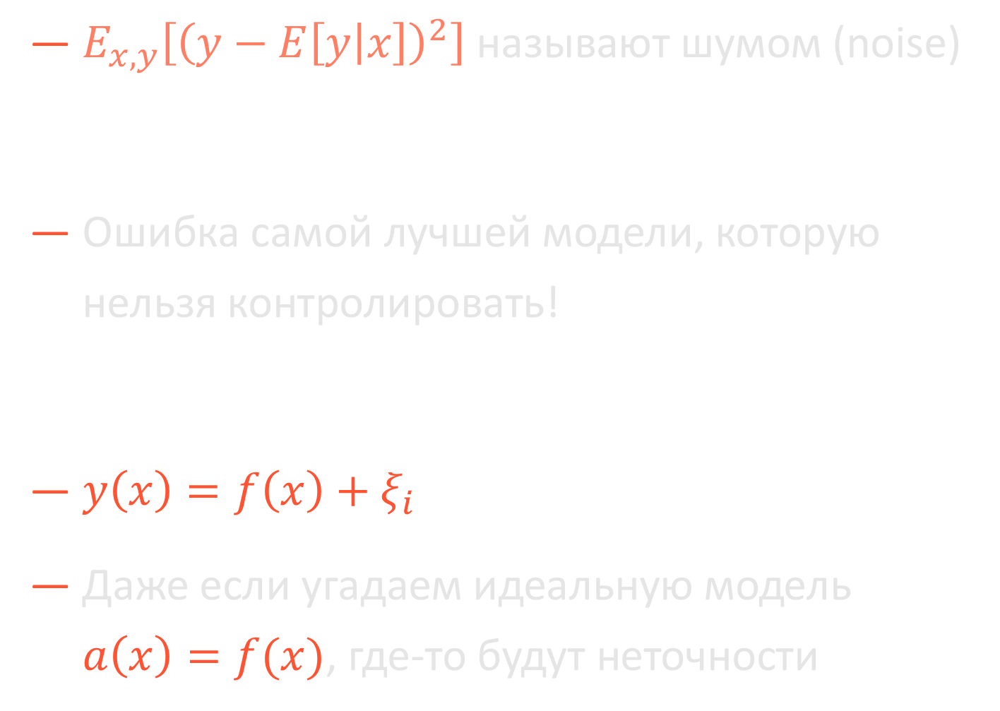 — E_{x,y}[(y − E[y|x])²] называют шумом (noise)
— Ошибка самой лучшей модели, которую
нельзя контролировать!
— y(x) = f(x) + ξ_i
— Даже если угадаем идеальную модель
a(x) = f(x), где-то будут неточности